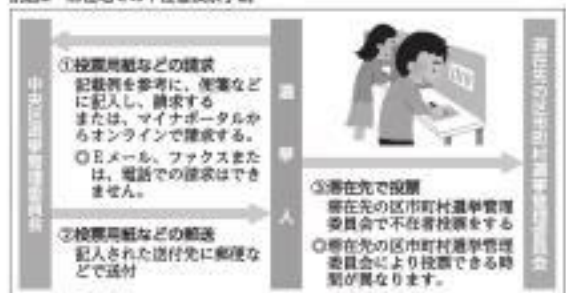 ①投票用紙などの請求
記載例を参考に、便箋など
に記入し、請求する
または、マイナポータルか
らオンラインで請求する。
◎Eメール、ファクスまた
は、電話での請求はでき
ません。
②投票用紙などの郵送
記入された送付先に郵便な
どで送付
選挙人
③滞在先で投票
滞在先の区市町村選挙管理
委員会で不在者投票をする
◎滞在先の区市町村選挙管理
委員会により投票できる時
間が異なります。
滞在先の区市町村選挙管理委員会